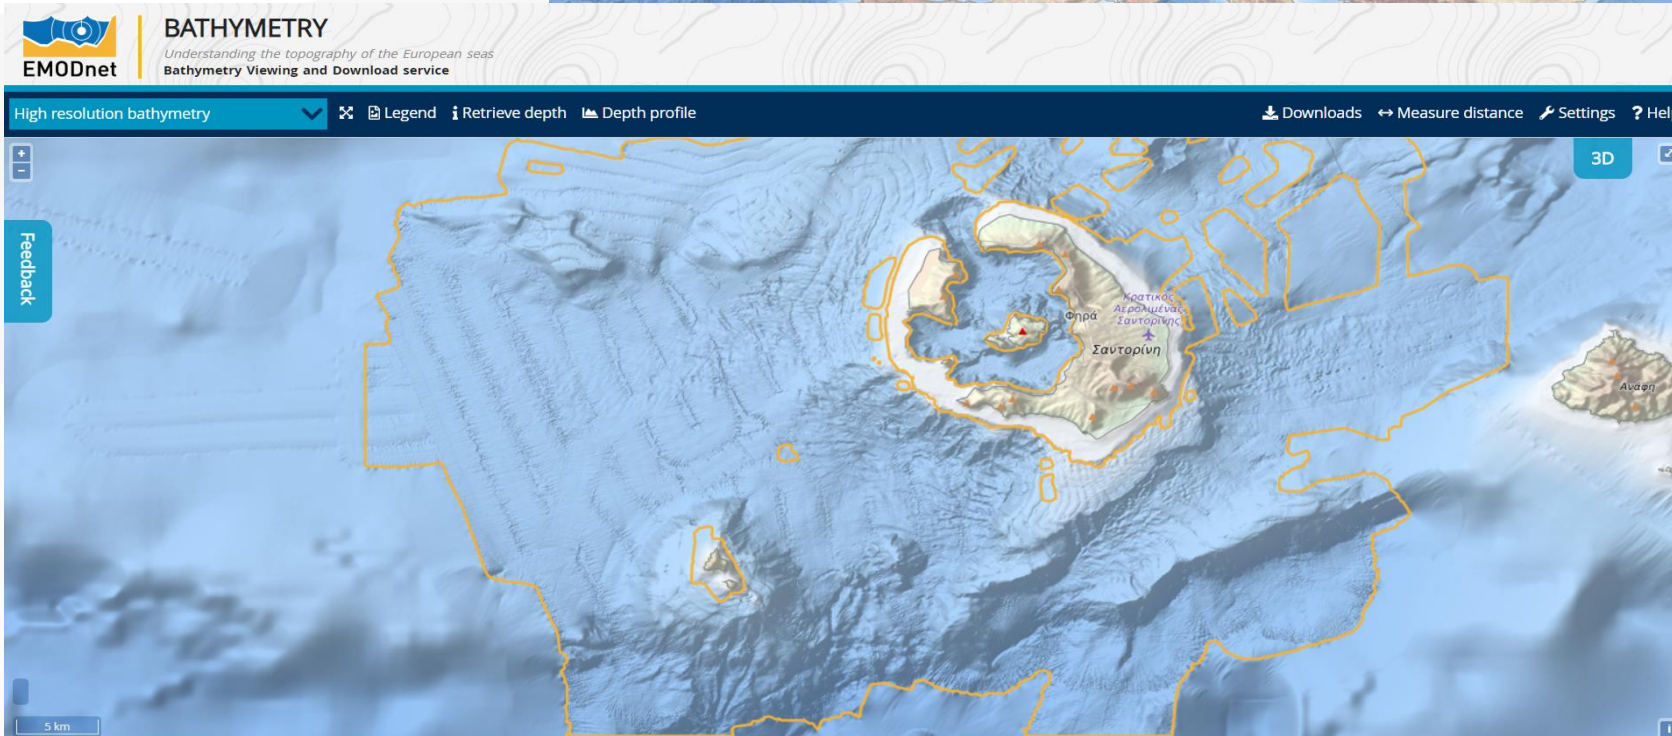 BATHYMETRY
Understanding the topography of the European seas
Bathymetry Viewing and Download service
EMODnet
High resolution bathymetry
Legend
i Retrieve depth
Depth profile
Downloads
Measure distance
Settings
? Hel
+
-
3D
Feedback
Κρατικός
Αερολιμένας
Σαντορίνης
Φηρά
Σαντορίνη
Ανάφη
5 km